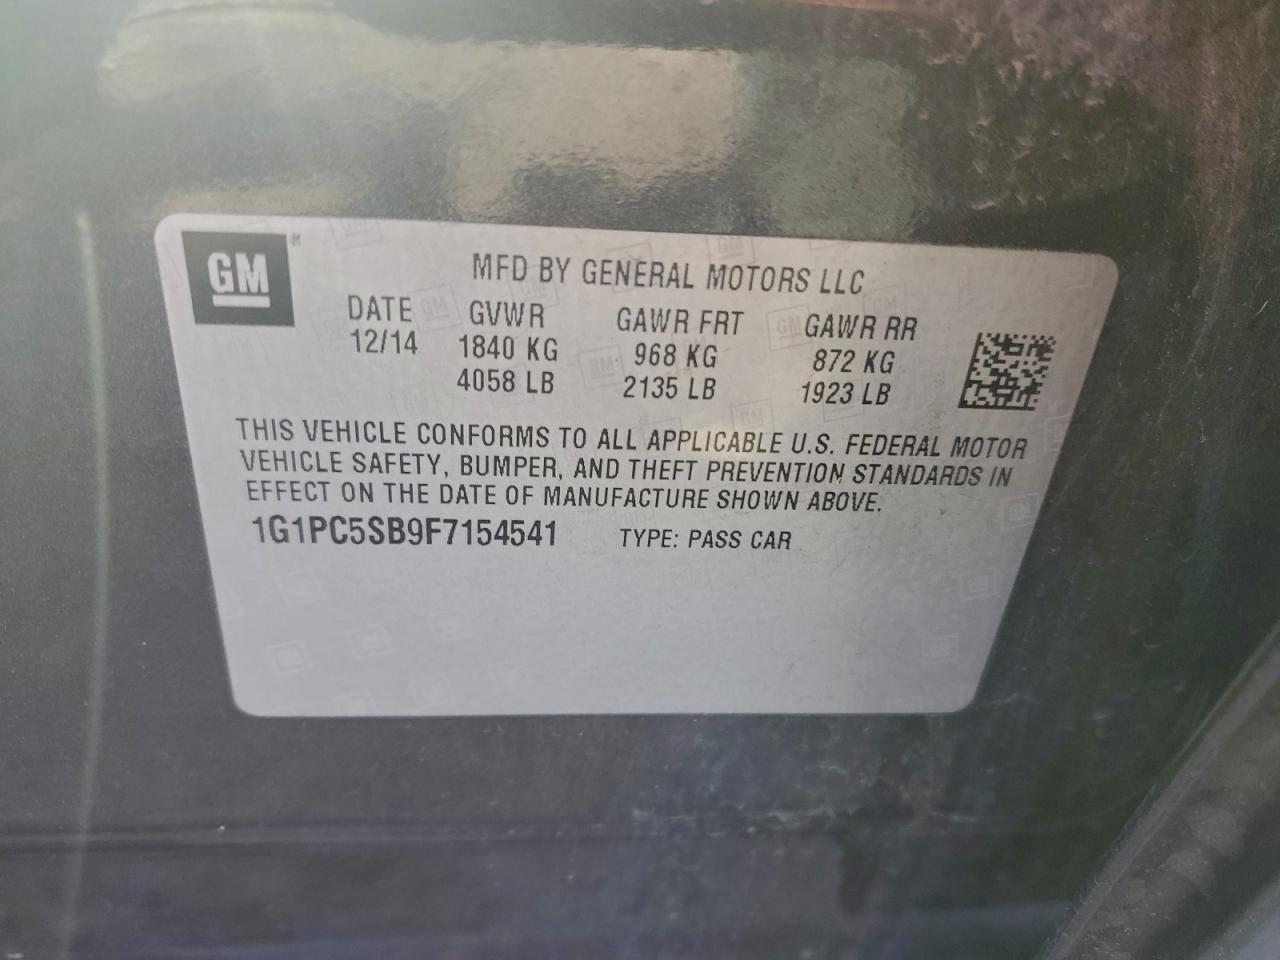 GM®
MFD BY GENERAL MOTORS LLC
DATE GVWR GAWR FRT GAWR RR
12/14 1840 KG 968 KG 872 KG
4058 LB 2135 LB 1923 LB
THIS VEHICLE CONFORMS TO ALL APPLICABLE U.S. FEDERAL MOTOR
VEHICLE SAFETY, BUMPER, AND THEFT PREVENTION STANDARDS IN
EFFECT ON THE DATE OF MANUFACTURE SHOWN ABOVE.
1G1PC5SB9F7154541 TYPE: PASS CAR